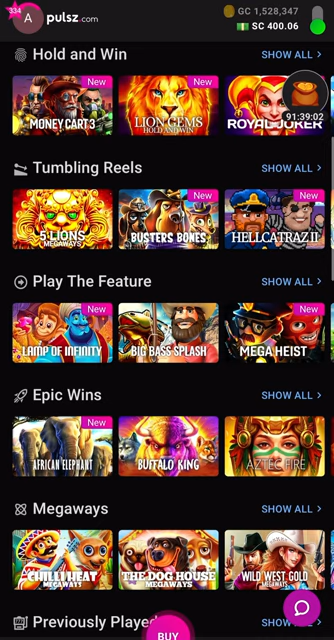 334
A
pulsz.com
GC 1,528,347
SC 400.06
Hold and Win
SHOW ALL
New
New
MONEY CART 3
LION GEMS
HOLD AND WIN
ROYAL JOKER
91:39:02
Tumbling Reels
SHOW ALL
New
New
5 LIONS
MEGAWAYS
BUSTERS BONES
HELLCATRAZ II
Play The Feature
SHOW ALL
New
New
LAMP OF INFINITY
BIG BASS SPLASH
MEGA HEIST
Epic Wins
SHOW ALL
New
AFRICAN ELEPHANT
BUFFALO KING
AZTEC FIRE
Megaways
SHOW ALL
CHILLI HEAT
MEGAWAYS
THE DOG HOUSE
MEGAWAYS
WILD WEST GOLD
MEGAWAYS
Previously Played
BUY